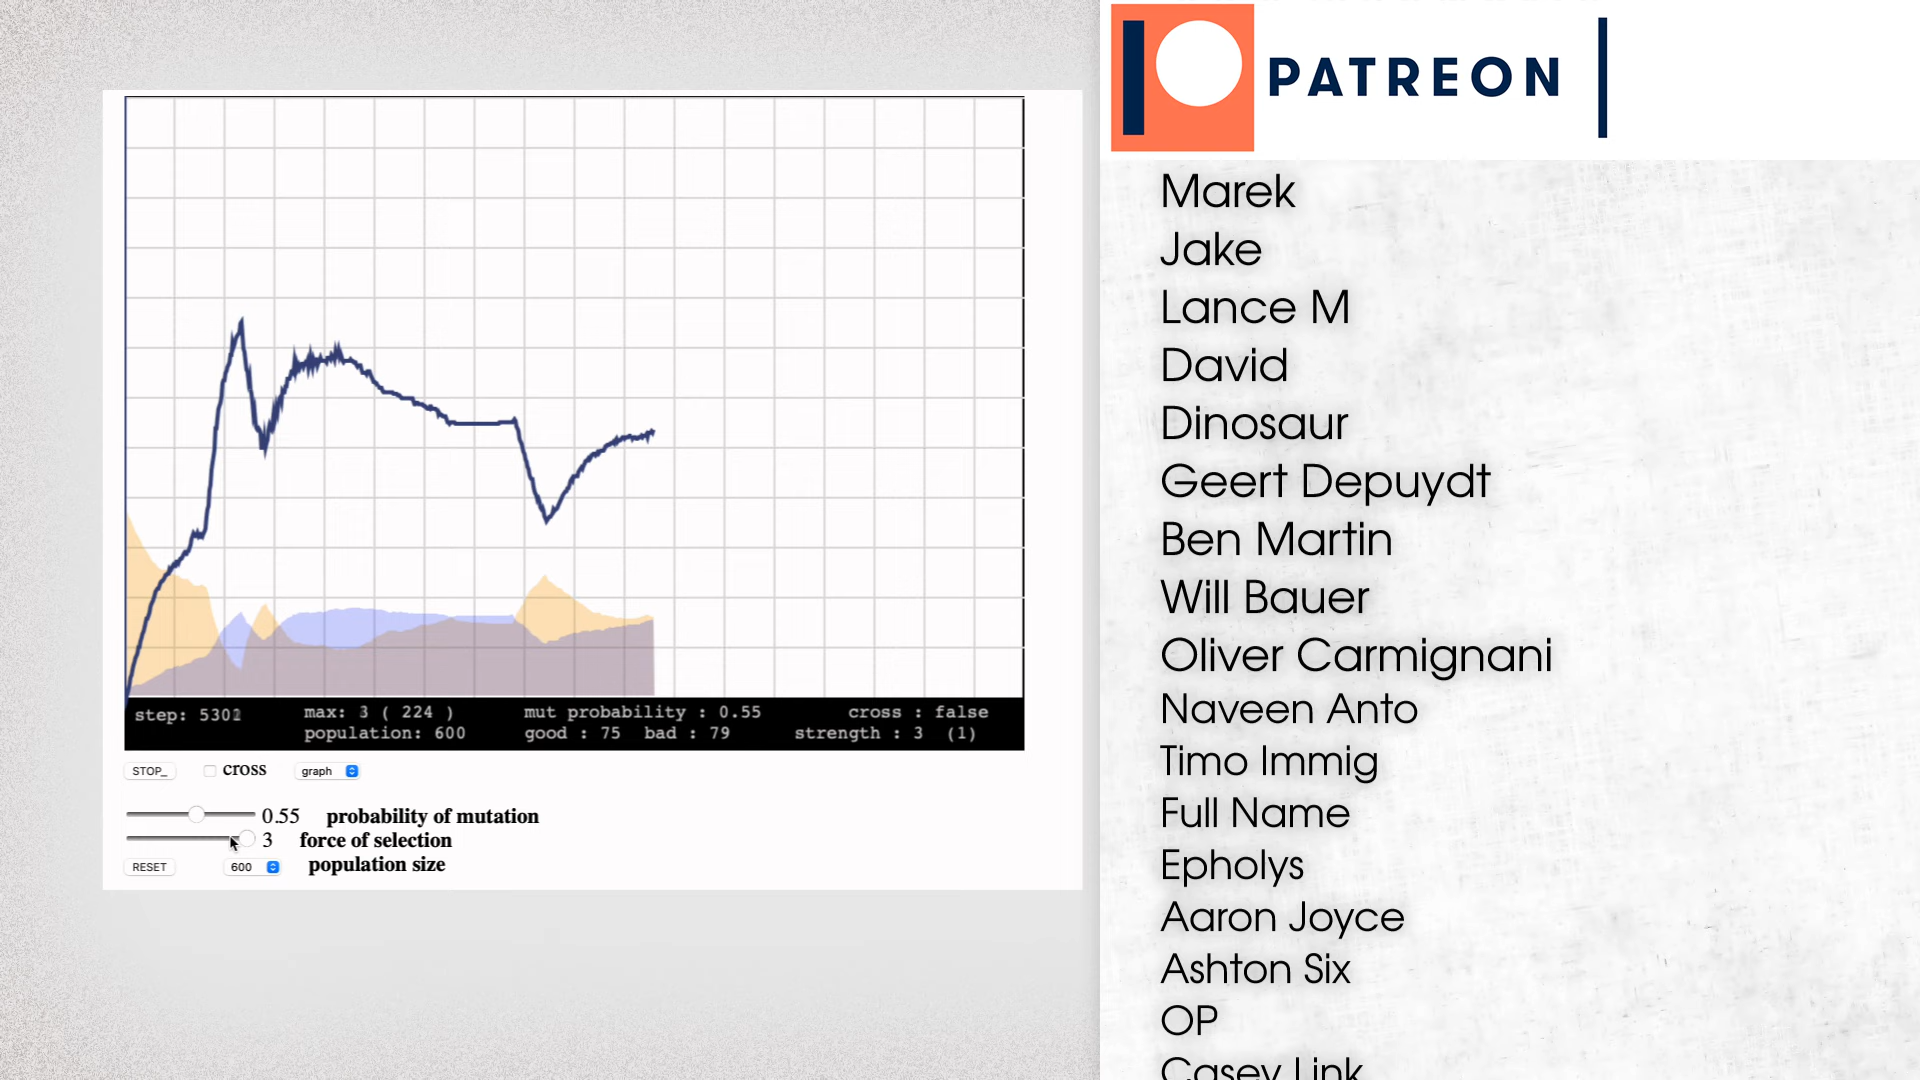 PATREON
step: 5302
max: 3 ( 224 )
mut probability : 0.55
cross : false
population: 600
good : 75 bad : 79
strength : 3 (1)
STOP_
cross
graph
0.55 probability of mutation
3 force of selection
RESET
600
population size
Marek
Jake
Lance M
David
Dinosaur
Geert Depuydt
Ben Martin
Will Bauer
Oliver Carmignani
Naveen Anto
Timo Immig
Full Name
Epholys
Aaron Joyce
Ashton Six
OP
Casey Link